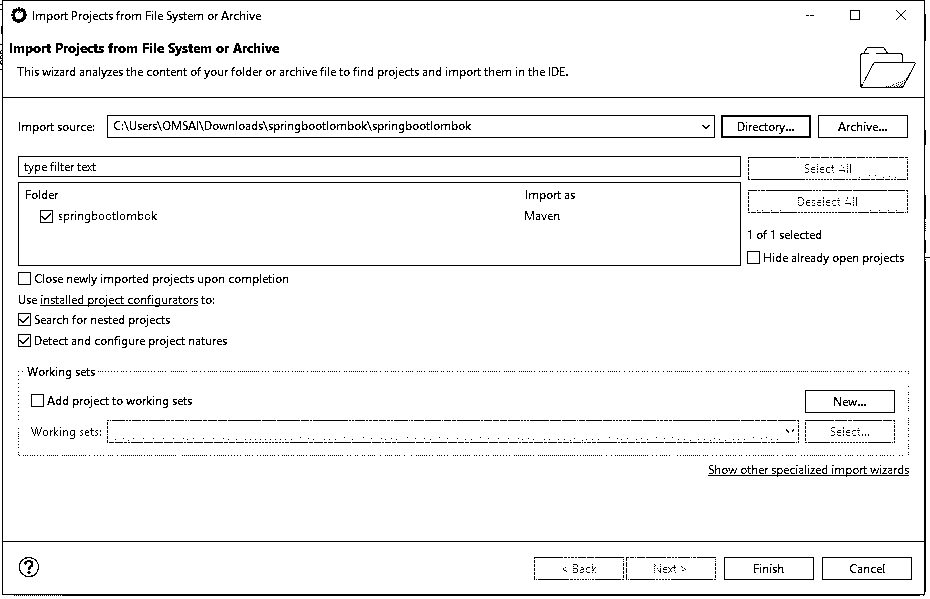 Import Projects from File System or Archive
Import Projects from File System or Archive
This wizard analyzes the content of your folder or archive file to find projects and import them in the IDE.
Import source: C:\Users\OMSAI\Downloads\springbootlombok\springbootlombok Directory... Archive...
type filter text Select All
Folder Import as
Deselect All
springbootlombok Maven
1 of 1 selected
Hide already open projects
Close newly imported projects upon completion
Use installed project configurators to:
Search for nested projects
Detect and configure project natures
Working sets
Add project to working sets New...
Working sets: Select...
Show other specialized import wizards
? < Back Next > Finish Cancel